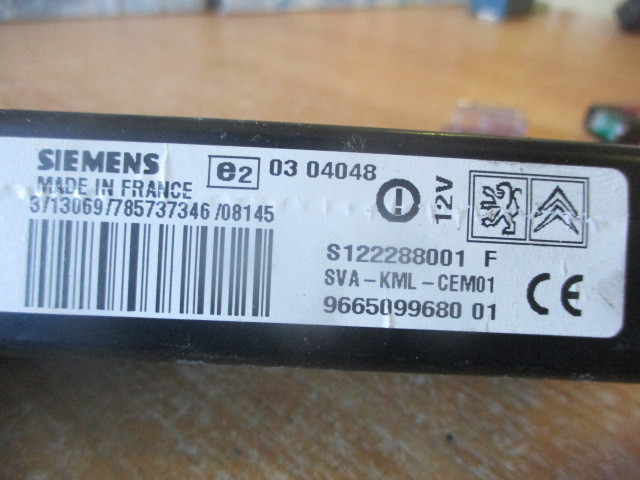 SIEMENS
e2 03 04048
MADE IN FRANCE
3/13069/785737346/08145
12V
S122288001 F
SVA-KML-CEM01
9665099680 01
CE